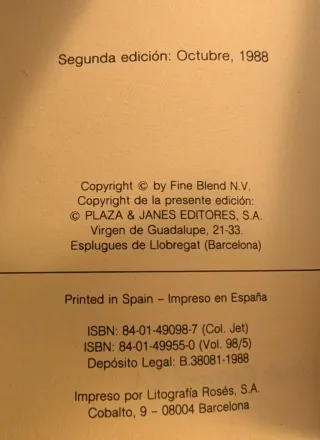 Segunda edición: Octubre, 1988
Copyright © by Fine Blend N.V.
Copyright de la presente edición:
© PLAZA & JANES EDITORES, S.A.
Virgen de Guadalupe, 21-33.
Esplugues de Llobregat (Barcelona)
Printed in Spain – Impreso en España
ISBN: 84-01-49098-7 (Col. Jet)
ISBN: 84-01-49955-0 (Vol. 98/5)
Depósito Legal: B.38081-1988
Impreso por Litografía Rosés, S.A.
Cobalto, 9 – 08004 Barcelona